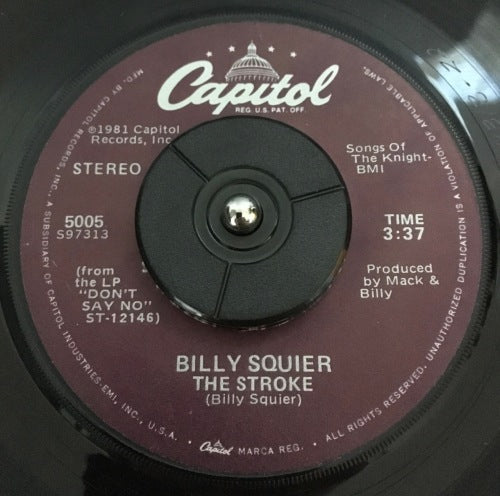 Capitol
REG. U.S. PAT. OFF.
℗1981 Capitol
Records, Inc.
STEREO
5005
S97313
(from
the LP
"DON'T
SAY NO"
ST-12146)
Songs Of
The Knight-
BMI
TIME
3:37
Produced
by Mack &
Billy
BILLY SQUIER
THE STROKE
(Billy Squier)
MFD. BY CAPITOL RECORDS, INC., A SUBSIDIARY OF CAPITOL INDUSTRIES-EMI, INC., U.S.A. • Capitol MARCA REG. • ALL RIGHTS RESERVED. UNAUTHORIZED DUPLICATION IS A VIOLATION OF APPLICABLE LAWS.